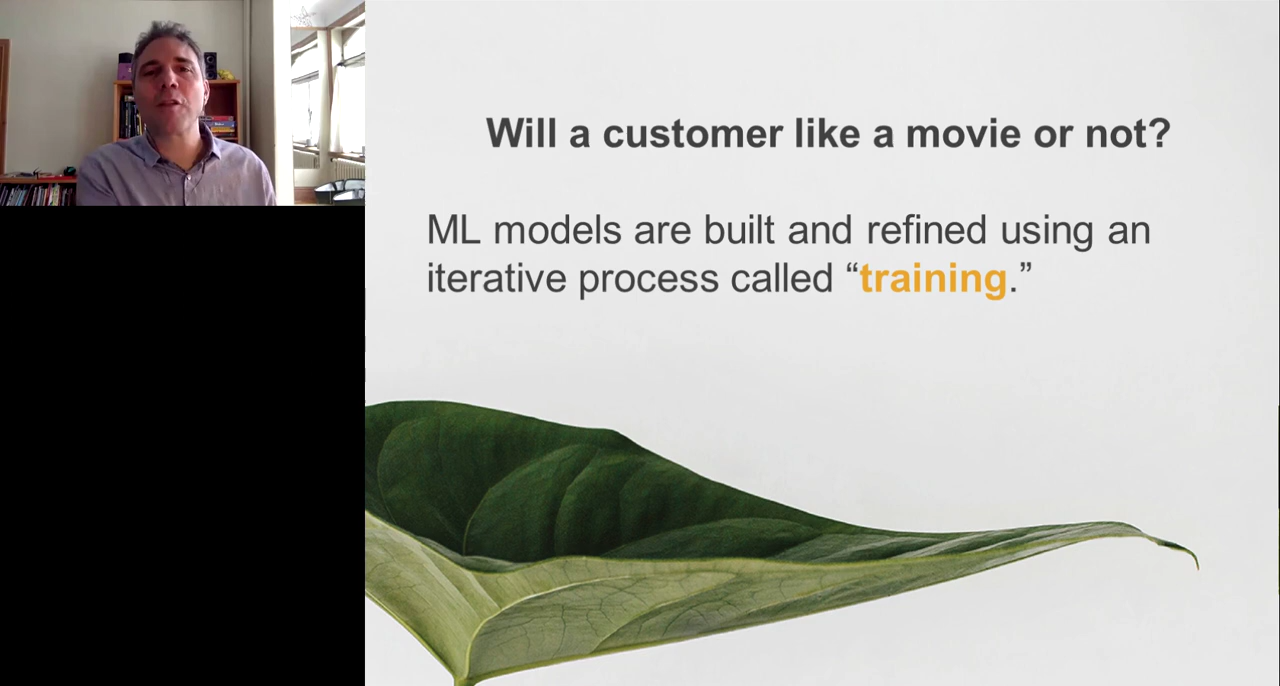 Will a customer like a movie or not?
ML models are built and refined using an
iterative process called “training.”